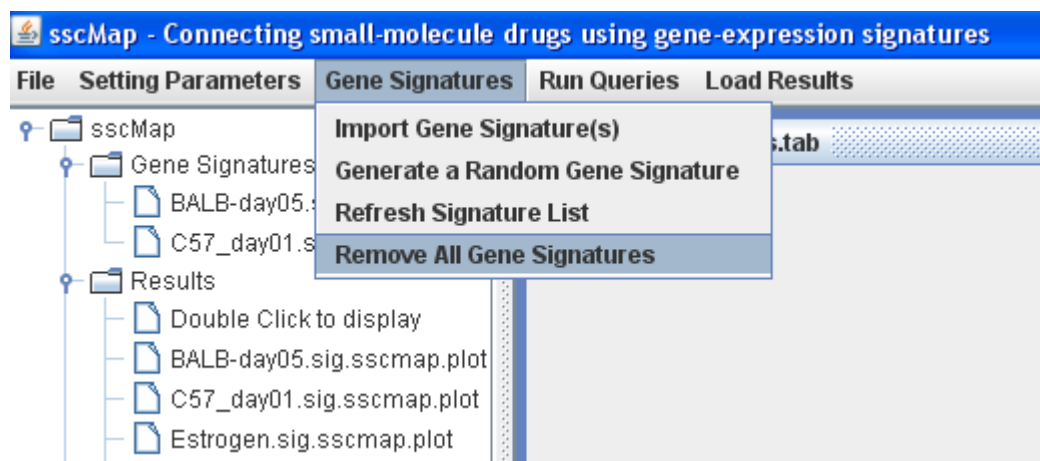 sscMap - Connecting small-molecule drugs using gene-expression signatures
File Setting Parameters Gene Signatures Run Queries Load Results
sscMap
Gene Signatures
BALB-day05.s
C57_day01.s
Results
Double Click to display
BALB-day05.sig.sscmap.plot
C57_day01.sig.sscmap.plot
Estrogen.sig.sscmap.plot
Import Gene Signature(s)
Generate a Random Gene Signature
Refresh Signature List
Remove All Gene Signatures
s.tab